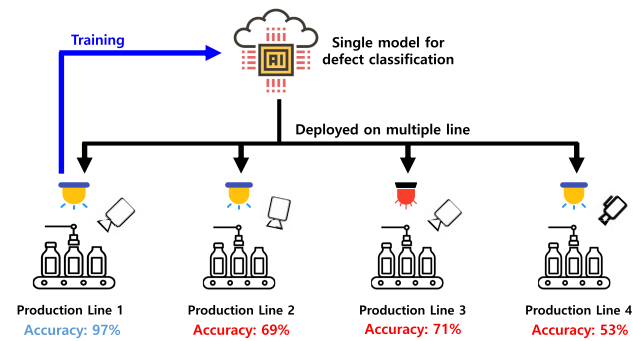 Training
AI
Single model for
defect classification
Deployed on multiple line
Production Line 1
Accuracy: 97%
Production Line 2
Accuracy: 69%
Production Line 3
Accuracy: 71%
Production Line 4
Accuracy: 53%